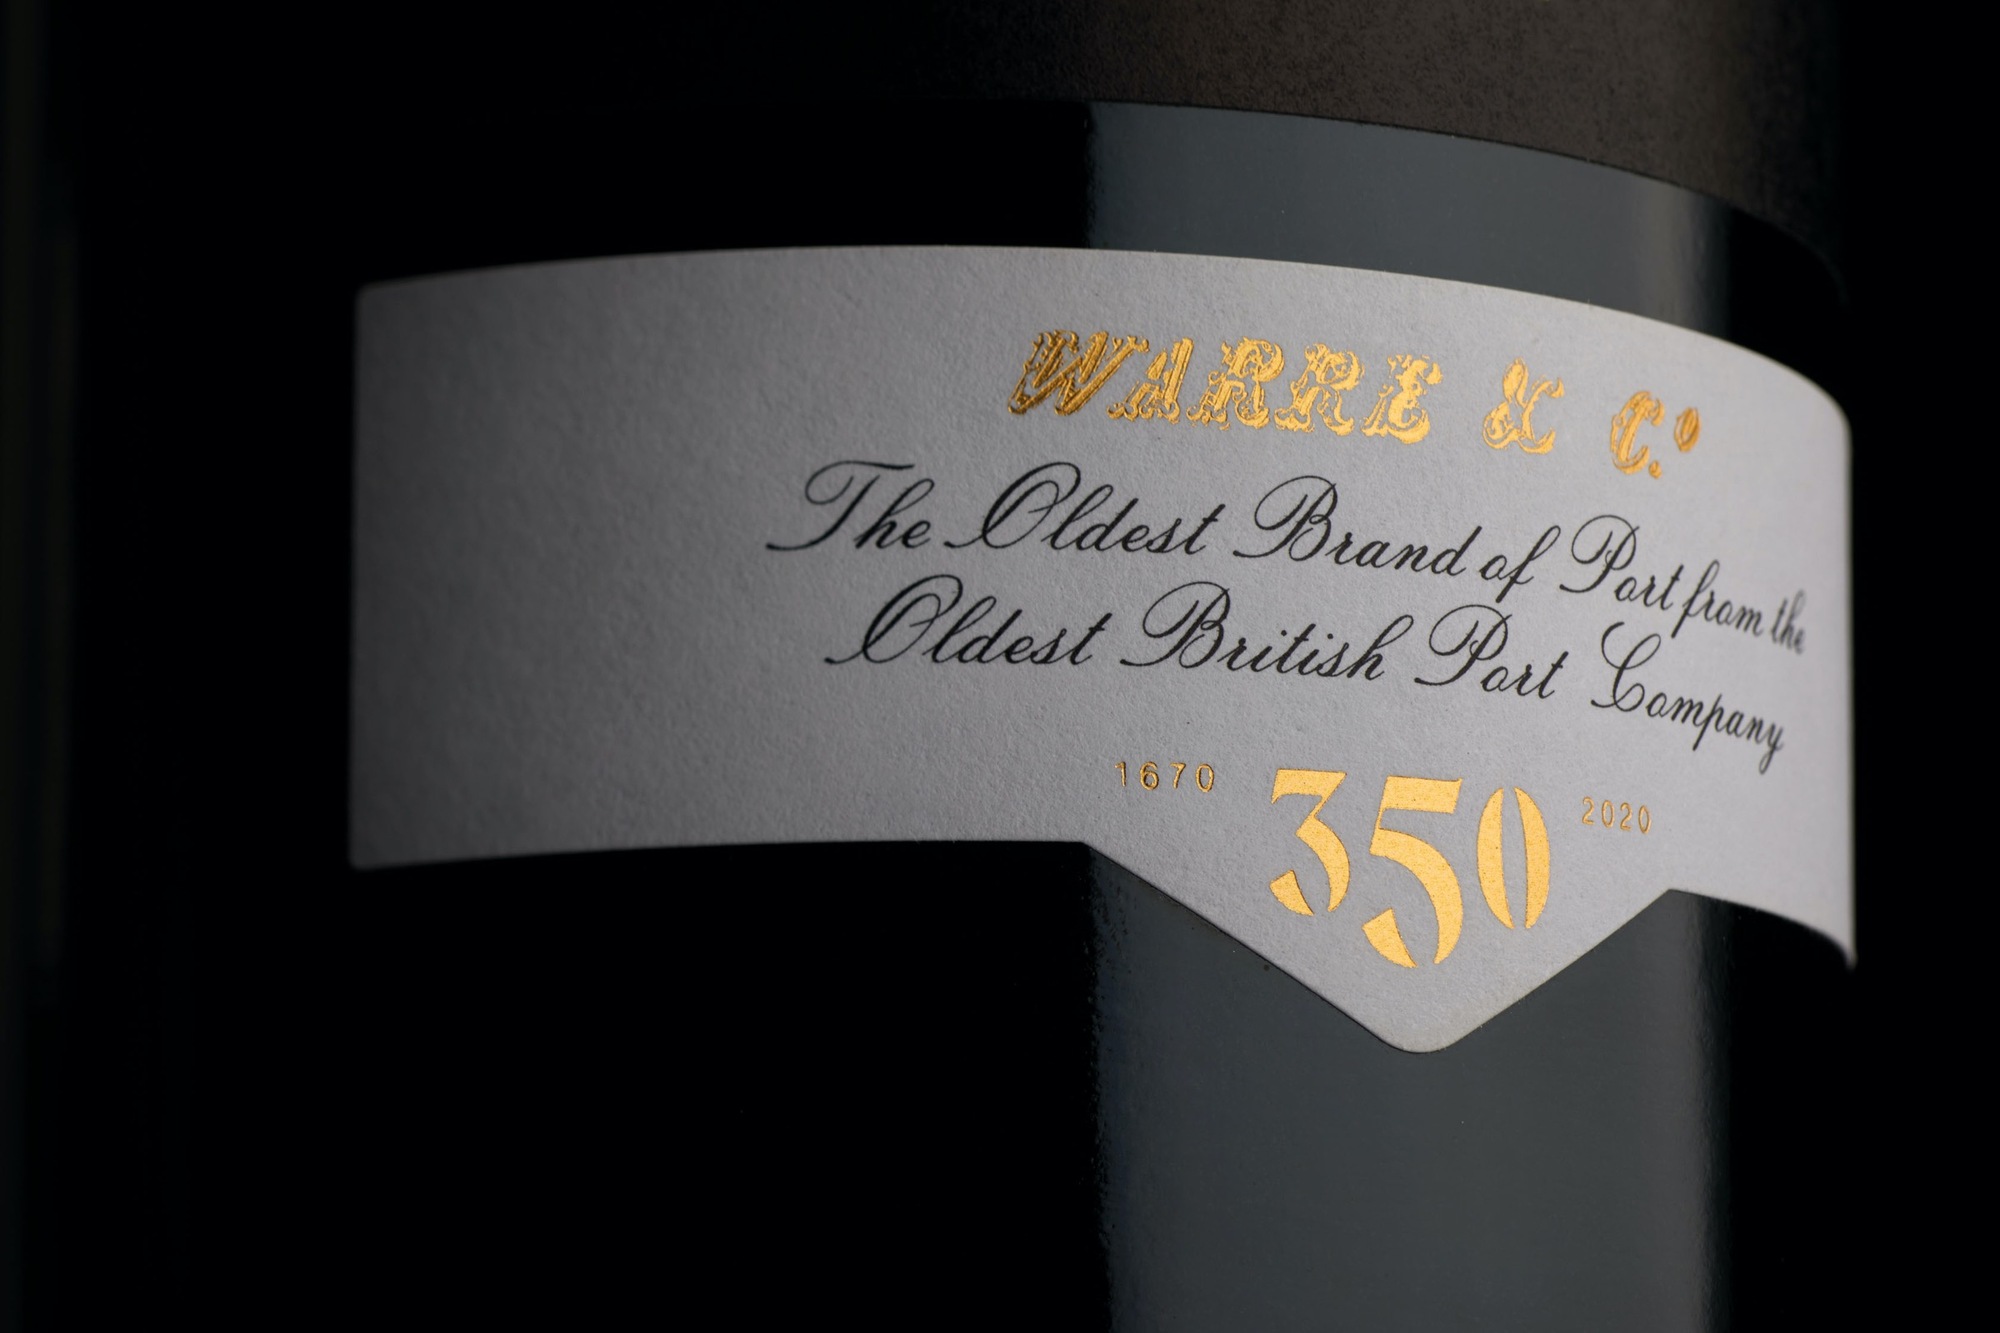 WARRE & C.º
The Oldest Brand of Port from the
Oldest British Port Company
1670 350 2020